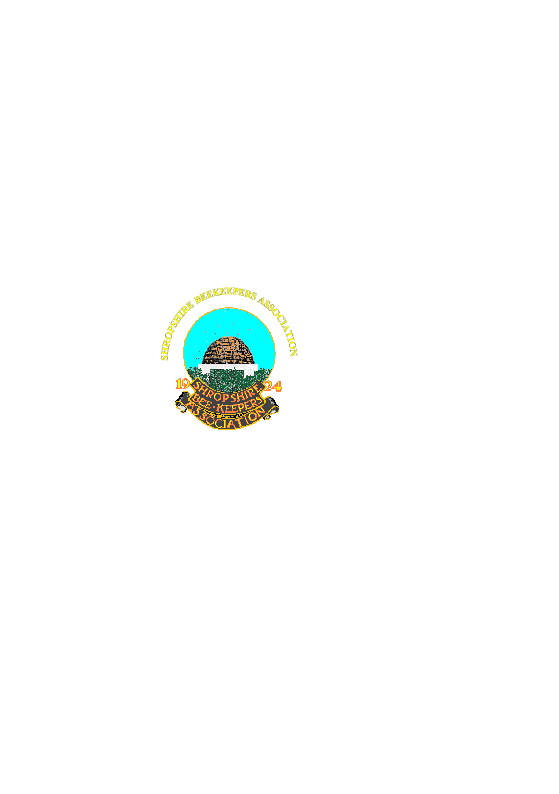 SHROPSHIRE BEEKEEPERS ASSOCIATION
19 24
SHROPSHIRE
BEE-KEEPERS
ASSOCIATION